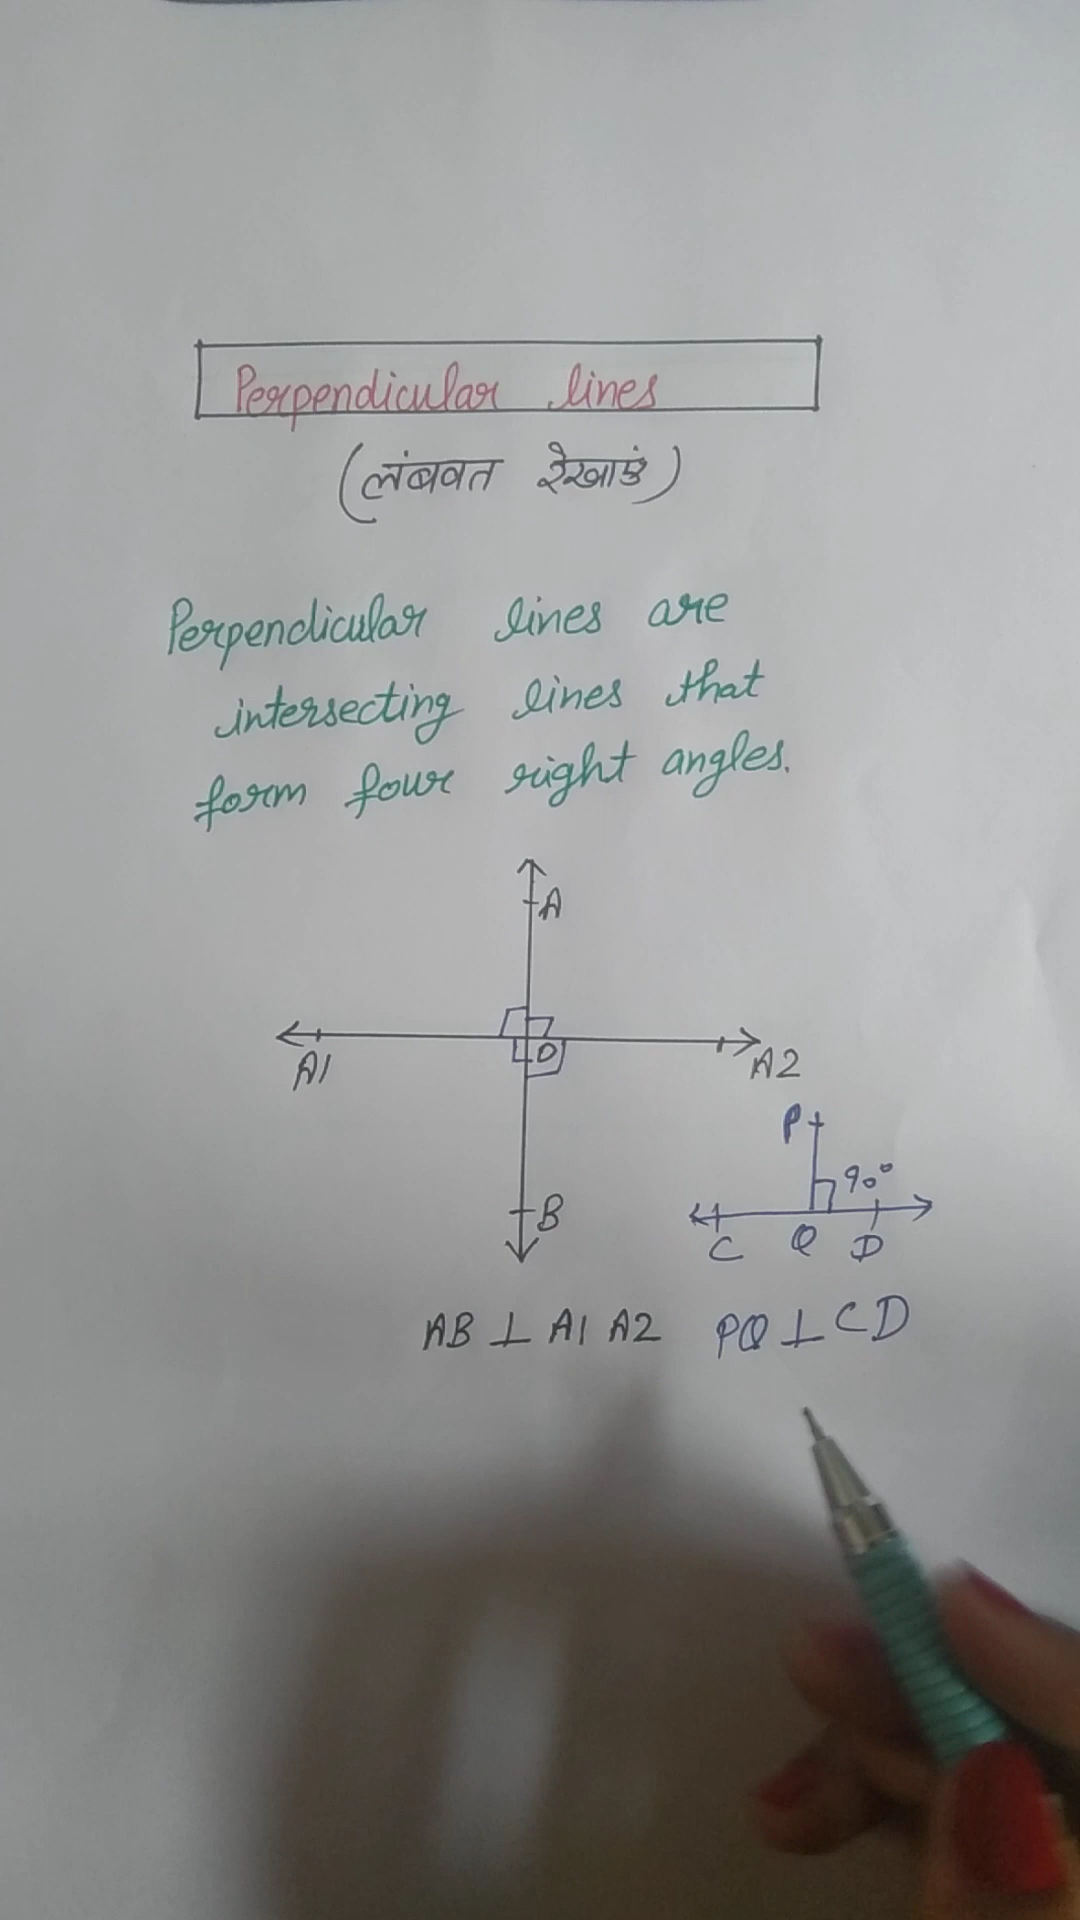 Perpendicular lines
(लंबवत रेखाएं)
Perpendicular lines are
intersecting lines that
form four right angles.
A
A1
O
A2
P
90°
B
C Q D
AB ⊥ A1 A2 PQ ⊥ CD